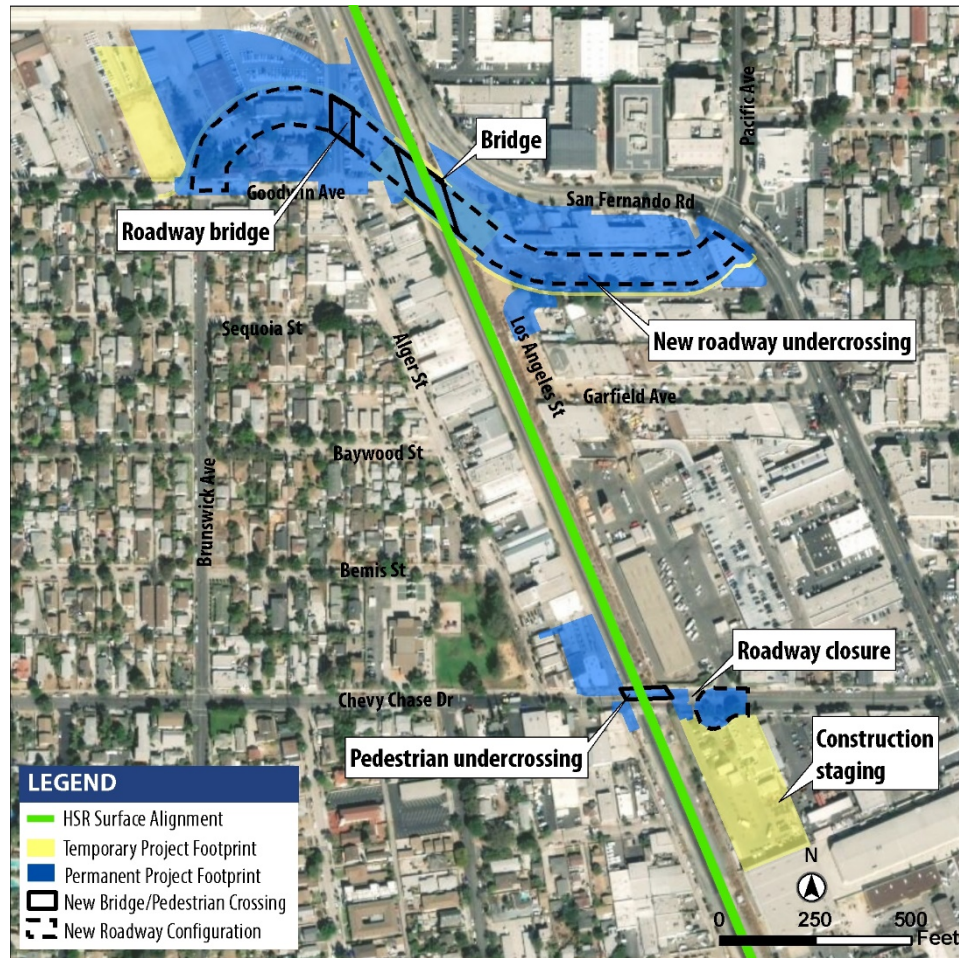 Pacific Ave
Bridge
Goodwin Ave
San Fernando Rd
Roadway bridge
Sequoia St
Alger St
Los Angeles St
New roadway undercrossing
Garfield Ave
Baywood St
Brunswick Ave
Bemis St
Roadway closure
Chevy Chase Dr
Pedestrian undercrossing
Construction
staging
LEGEND
HSR Surface Alignment
Temporary Project Footprint
Permanent Project Footprint
New Bridge/Pedestrian Crossing
New Roadway Configuration
N
0 250 500
Feet